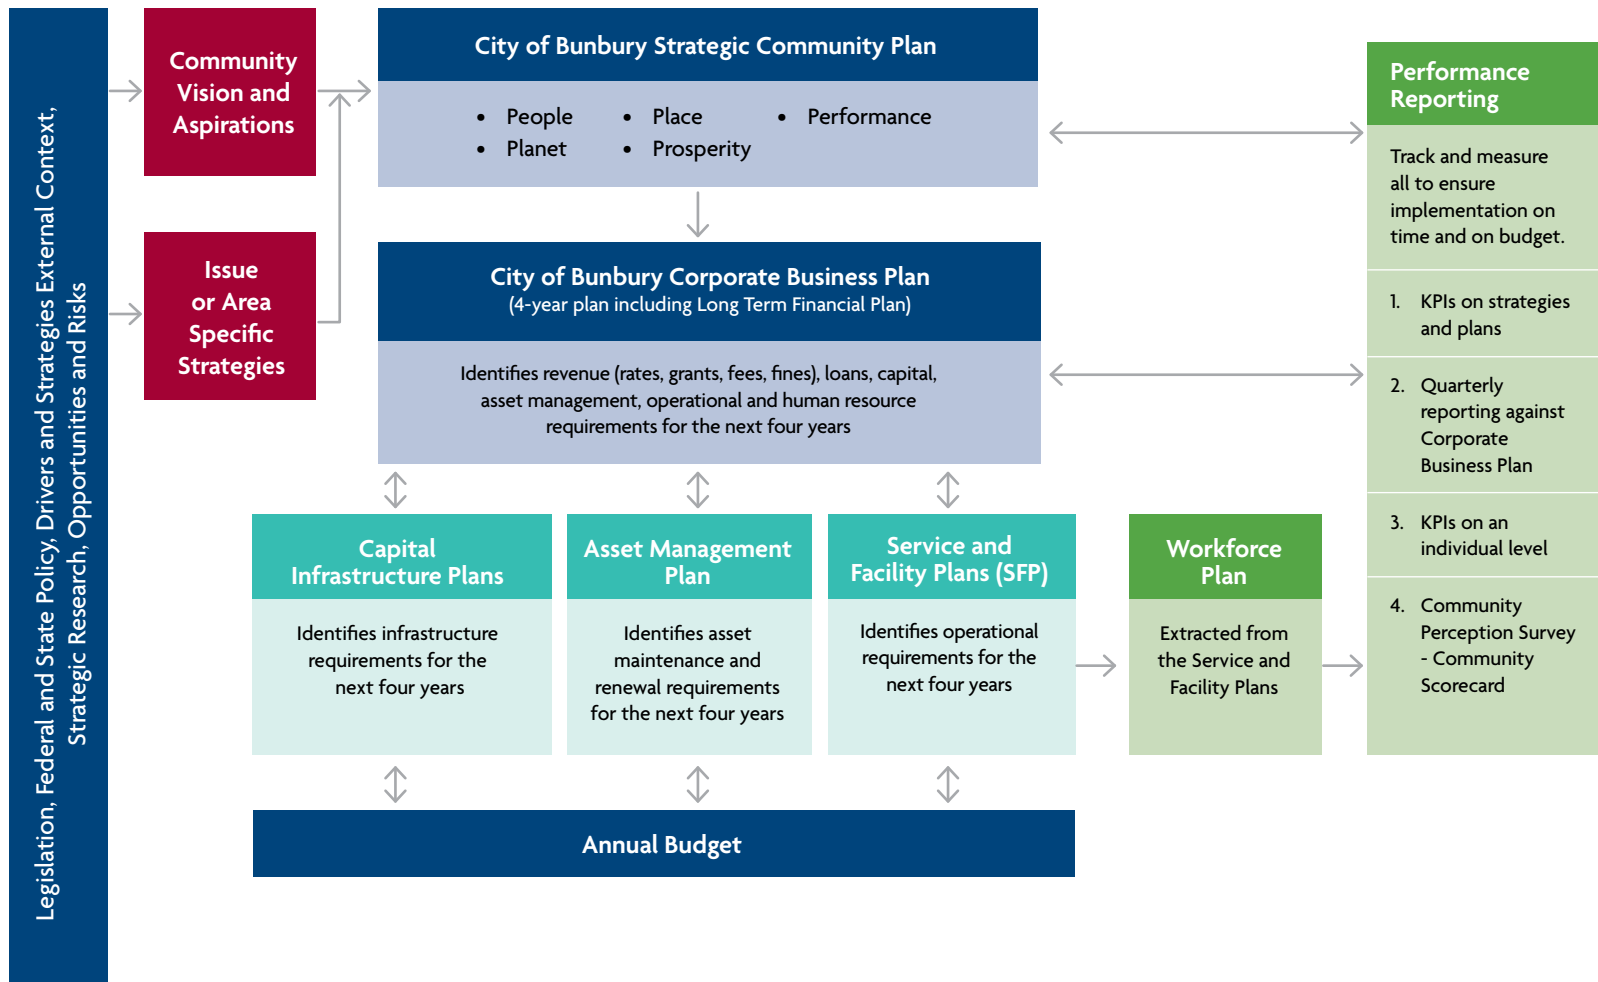 Legislation, Federal and State Policy, Drivers and Strategies External Context,
Strategic Research, Opportunities and Risks
Community
Vision and
Aspirations
Issue
or Area
Specific
Strategies
City of Bunbury Strategic Community Plan
• People
• Place
• Performance
• Planet
• Prosperity
City of Bunbury Corporate Business Plan
(4-year plan including Long Term Financial Plan)
Identifies revenue (rates, grants, fees, fines), loans, capital,
asset management, operational and human resource
requirements for the next four years
Capital
Infrastructure Plans
Identifies infrastructure
requirements for the
next four years
Asset Management
Plan
Identifies asset
maintenance and
renewal requirements
for the next four years
Service and
Facility Plans (SFP)
Identifies operational
requirements for the
next four years
Workforce
Plan
Extracted from
the Service and
Facility Plans
Performance
Reporting
Track and measure
all to ensure
implementation on
time and on budget.
1. KPIs on strategies
and plans
2. Quarterly
reporting against
Corporate
Business Plan
3. KPIs on an
individual level
4. Community
Perception Survey
- Community
Scorecard
Annual Budget